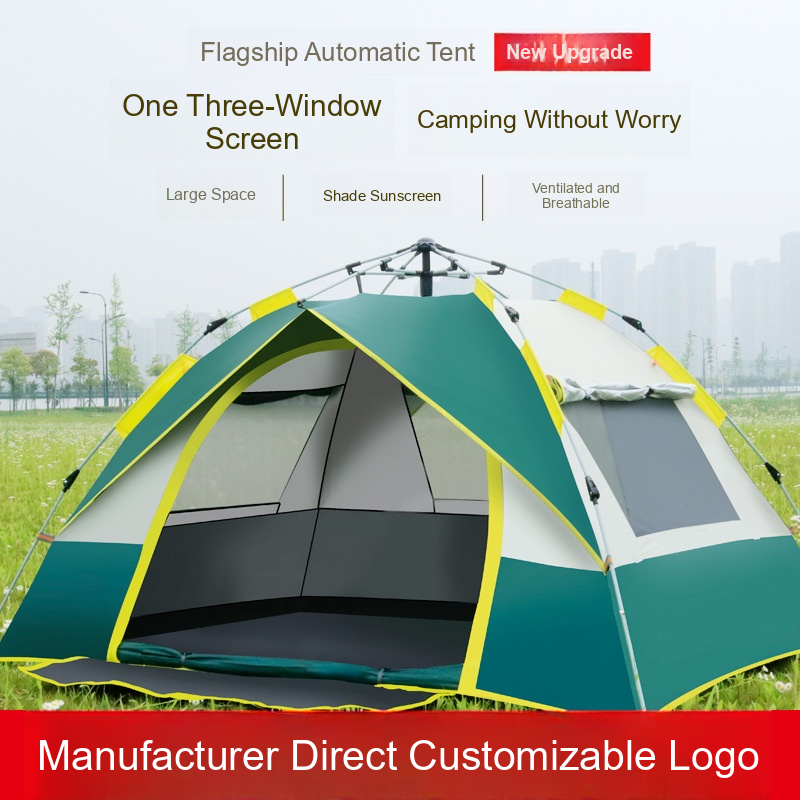 Flagship Automatic Tent New Upgrade
One Three-Window
Screen
Camping Without Worry
Large Space
Shade Sunscreen
Ventilated and
Breathable
Manufacturer Direct Customizable Logo